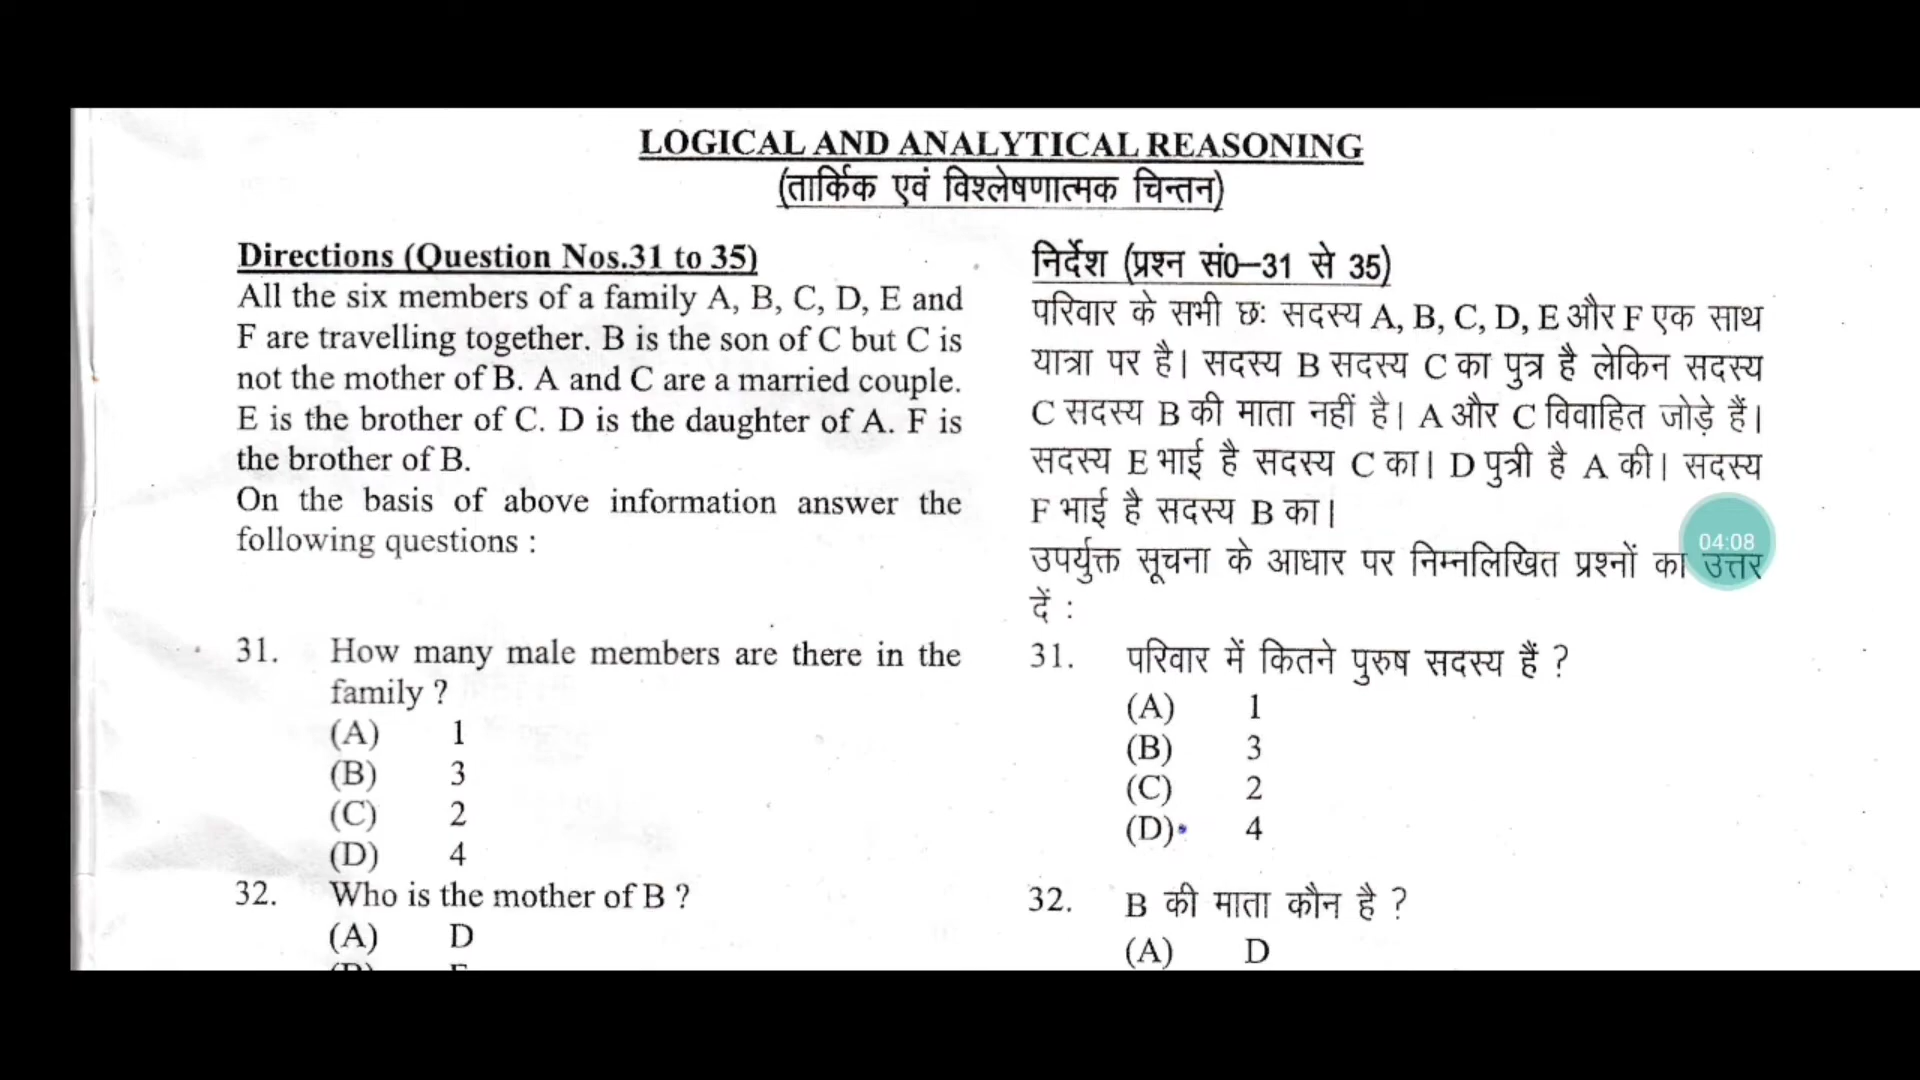 LOGICAL AND ANALYTICAL REASONING
(तार्किक एवं विश्लेषणात्मक चिन्तन)
Directions (Question Nos.31 to 35)
All the six members of a family A, B, C, D, E and
F are travelling together. B is the son of C but C is
not the mother of B. A and C are a married couple.
E is the brother of C. D is the daughter of A. F is
the brother of B.
On the basis of above information answer the
following questions :
31. How many male members are there in the
family ?
(A) 1
(B) 3
(C) 2
(D) 4
32. Who is the mother of B ?
(A) D
निर्देश (प्रश्न सं0–31 से 35)
परिवार के सभी छः सदस्य A, B, C, D, E और F एक साथ
यात्रा पर है। सदस्य B सदस्य C का पुत्र है लेकिन सदस्य
C सदस्य B की माता नहीं है। A और C विवाहित जोड़े हैं।
सदस्य E भाई है सदस्य C का। D पुत्री है A की। सदस्य
F भाई है सदस्य B का।
उपर्युक्त सूचना के आधार पर निम्नलिखित प्रश्नों का उत्तर
दें :
31. परिवार में कितने पुरुष सदस्य हैं ?
(A) 1
(B) 3
(C) 2
(D) 4
32. B की माता कौन है ?
(A) D
04:08